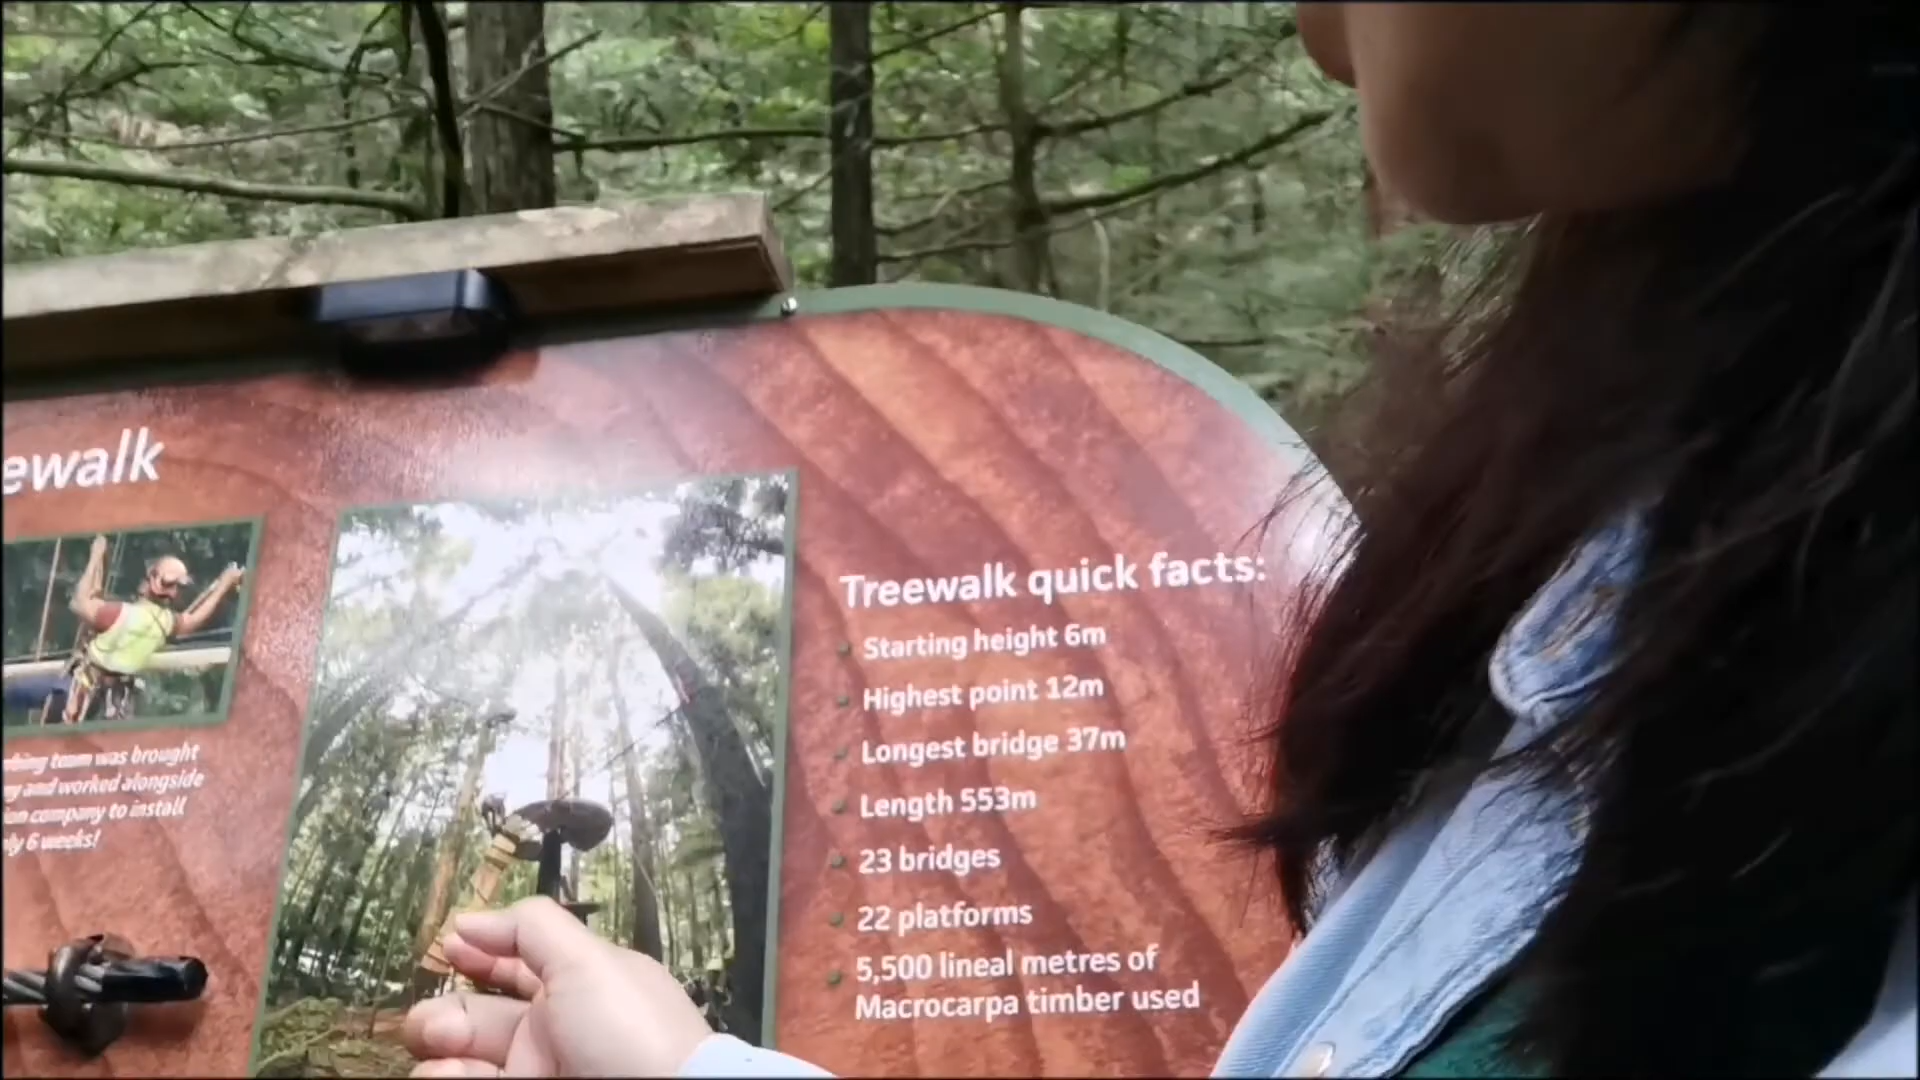 ewalk
team was brought
and worked alongside
company to install
6 weeks!
Treewalk quick facts:
Starting height 6m
Highest point 12m
Longest bridge 37m
Length 553m
23 bridges
22 platforms
5,500 lineal metres of
Macrocarpa timber used